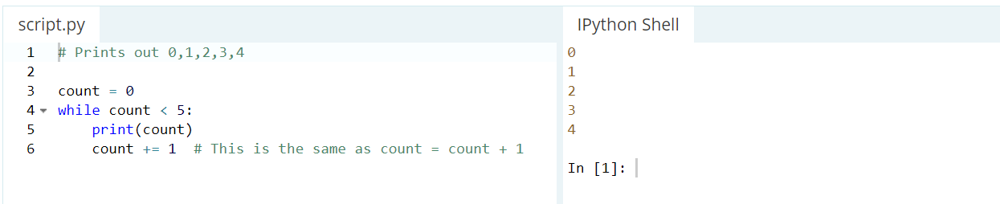 script.py
1 # Prints out 0,1,2,3,4
2
3 count = 0
4 while count < 5:
5     print(count)
6     count += 1  # This is the same as count = count + 1
IPython Shell
0
1
2
3
4
In [1]: